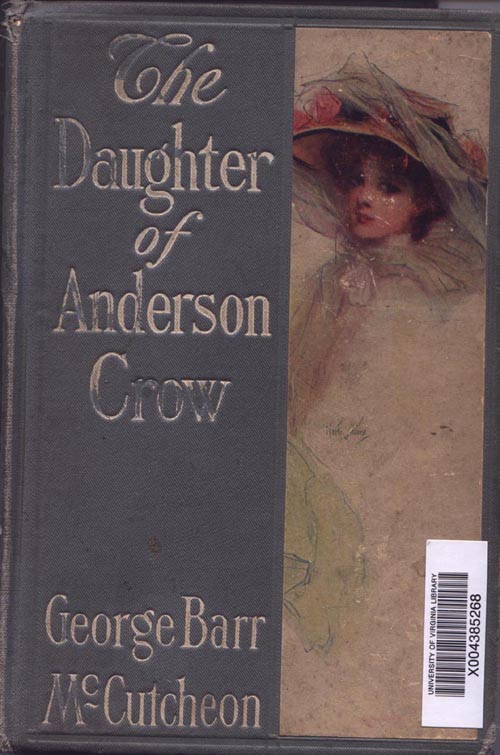 The
Daughter
of
Anderson
Crow
George Barr
McCutcheon
UNIVERSITY OF VIRGINIA LIBRARY
X004385268